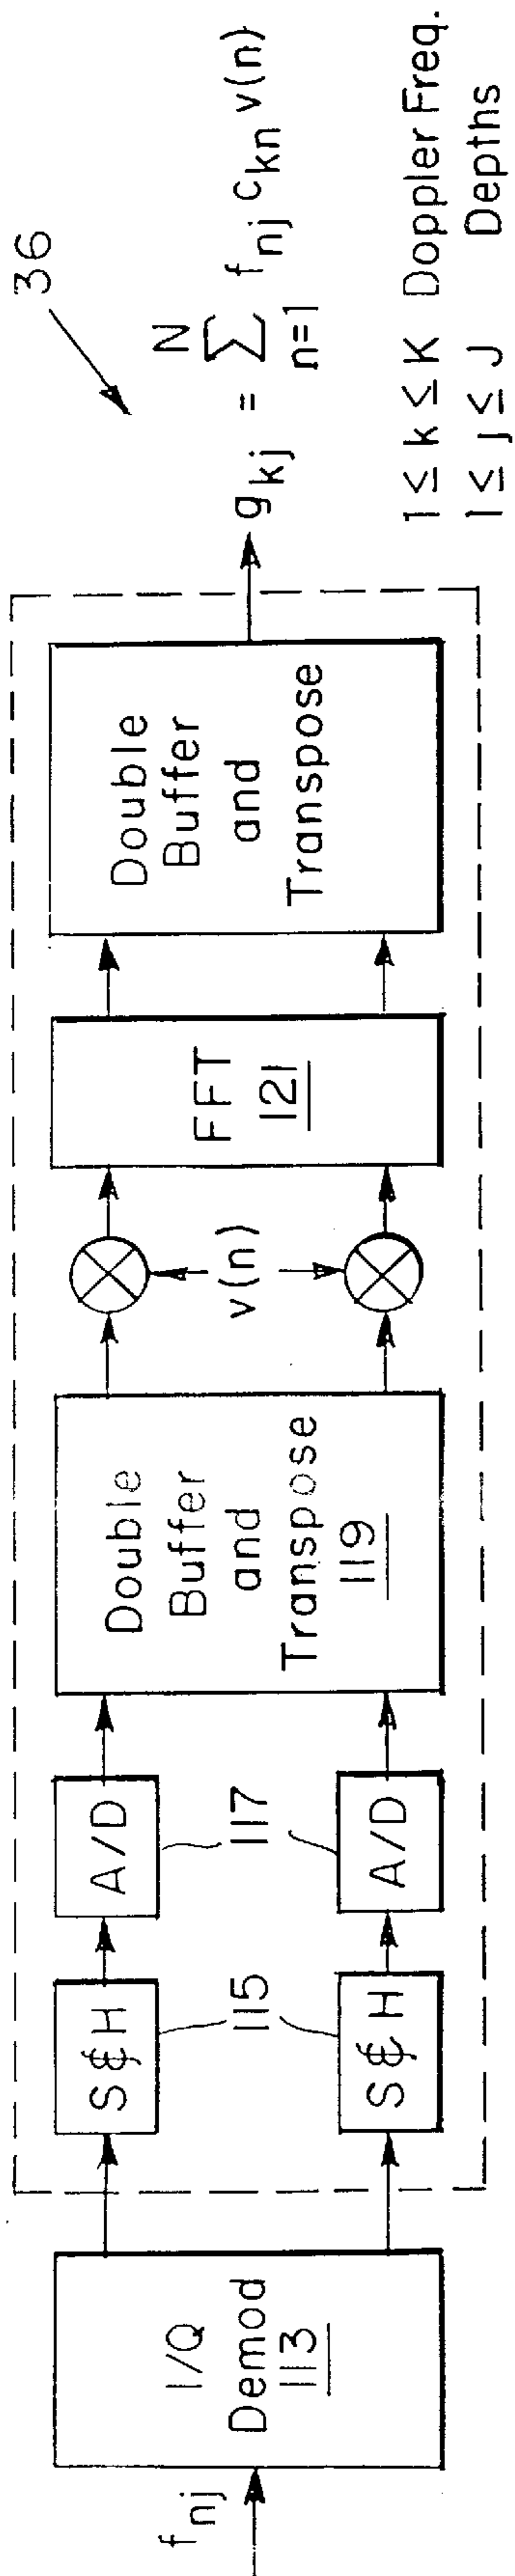 f_nj
I/Q
Demod
113
S&H
S&H
115
A/D
A/D
117
Double
Buffer
and
Transpose
119
v(n)
FFT
121
Double
Buffer
and
Transpose
36
g_kj = \sum_{n=1}^{N} f_nj c_kn v(n)
1 ≤ k ≤ K Doppler Freq.
1 ≤ j ≤ J Depths